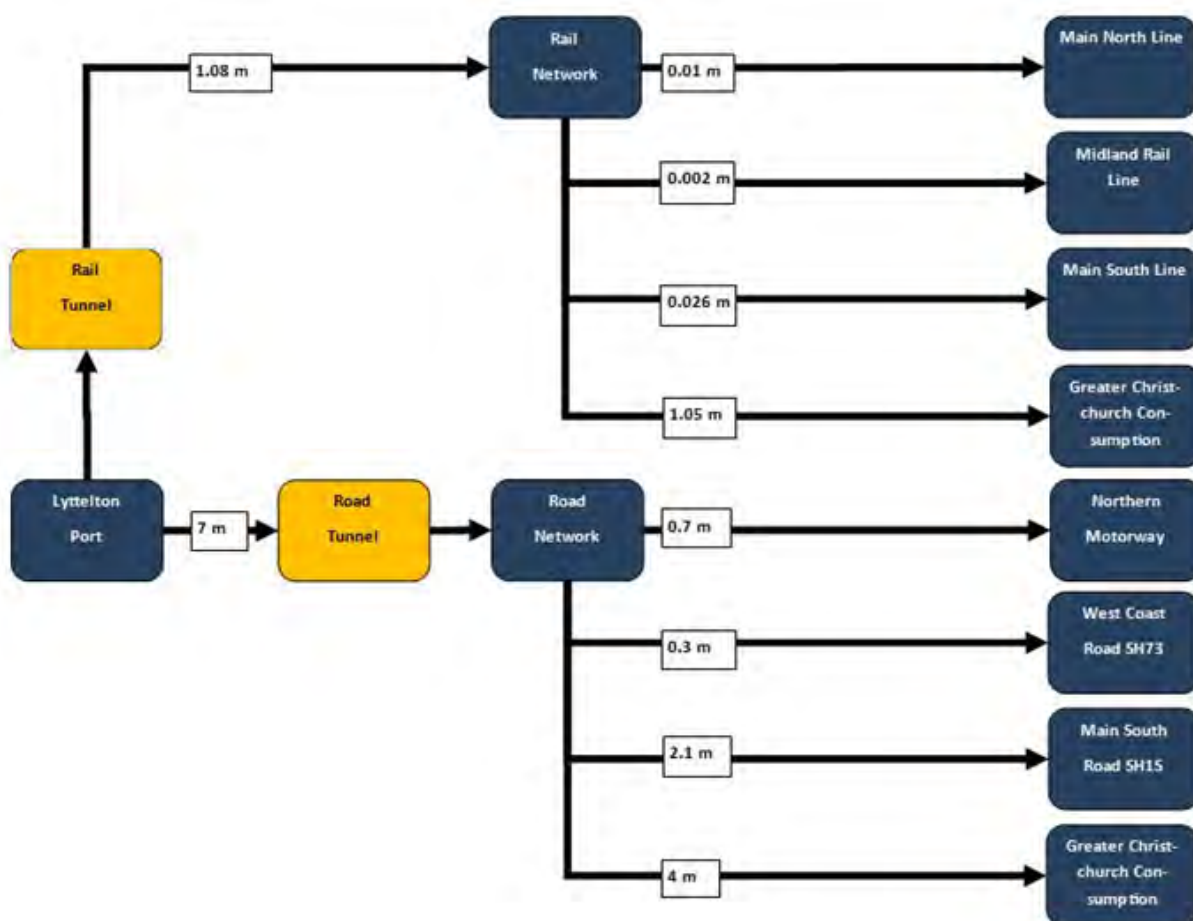 Rail
Network
Main North Line
1.08 m
0.01 m
Midland Rail
Line
0.002 m
Rail
Tunnel
Main South Line
0.026 m
Greater Christ-
church Con-
sumption
1.05 m
Lyttelton
Port
7 m
Road
Tunnel
Road
Network
0.7 m
Northern
Motorway
West Coast
Road SH73
0.3 m
Main South
Road SH1S
2.1 m
Greater Christ-
church Con-
sumption
4 m